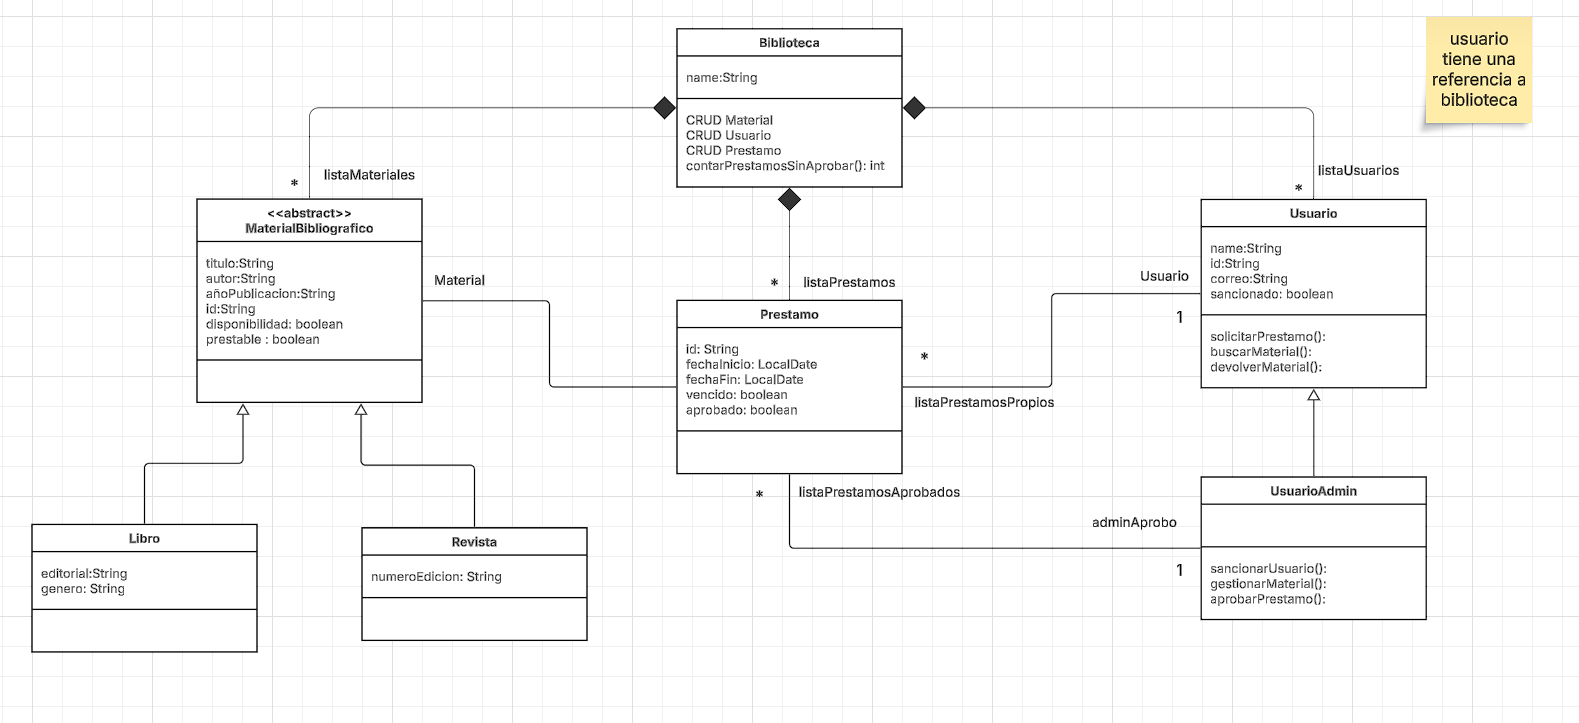 Biblioteca
name:String
CRUD Material
CRUD Usuario
CRUD Prestamo
contarPrestamosSinAprobar(): int
usuario
tiene una
referencia a
biblioteca
*
listaMateriales
<<abstract>>
MaterialBibliografico
titulo:String
autor:String
añoPublicacion:String
id:String
disponibilidad: boolean
prestable : boolean
Material
*
listaPrestamos
Prestamo
id: String
fechaInicio: LocalDate
fechaFin: LocalDate
vencido: boolean
aprobado: boolean
listaUsuarios
*
Usuario
name:String
id:String
correo:String
sancionado: boolean
solicitarPrestamo():
buscarMaterial():
devolverMaterial():
Usuario
1
*
listaPrestamosPropios
*
listaPrestamosAprobados
adminAprobo
1
UsuarioAdmin
sancionarUsuario():
gestionarMaterial():
aprobarPrestamo():
Libro
editorial:String
genero: String
Revista
numeroEdicion: String